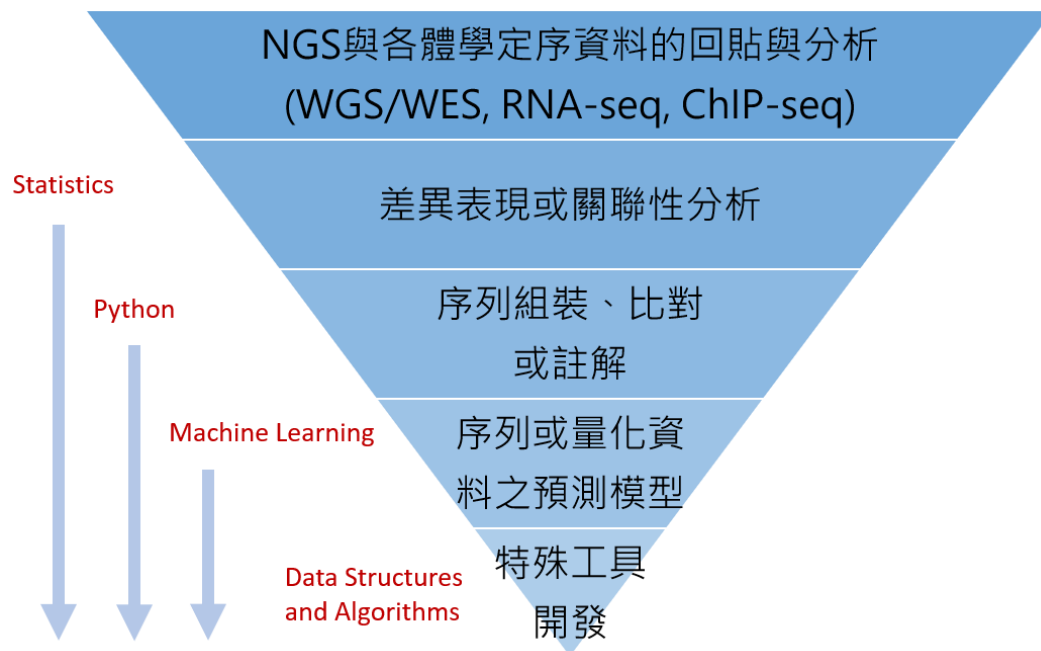 NGS與各體學定序資料的回貼與分析
(WGS/WES, RNA-seq, ChIP-seq)
Statistics
差異表現或關聯性分析
Python
序列組裝、比對
或註解
Machine Learning
序列或量化資
料之預測模型
Data Structures
and Algorithms
特殊工具
開發